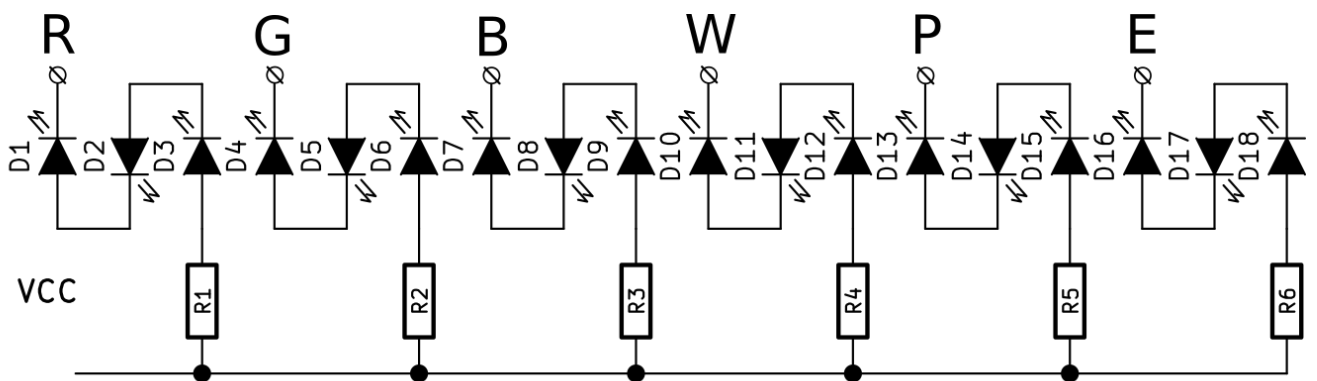 R G B W P E
D1 D2 D3 D4 D5 D6 D7 D8 D9 D10 D11 D12 D13 D14 D15 D16 D17 D18
VCC R1 R2 R3 R4 R5 R6